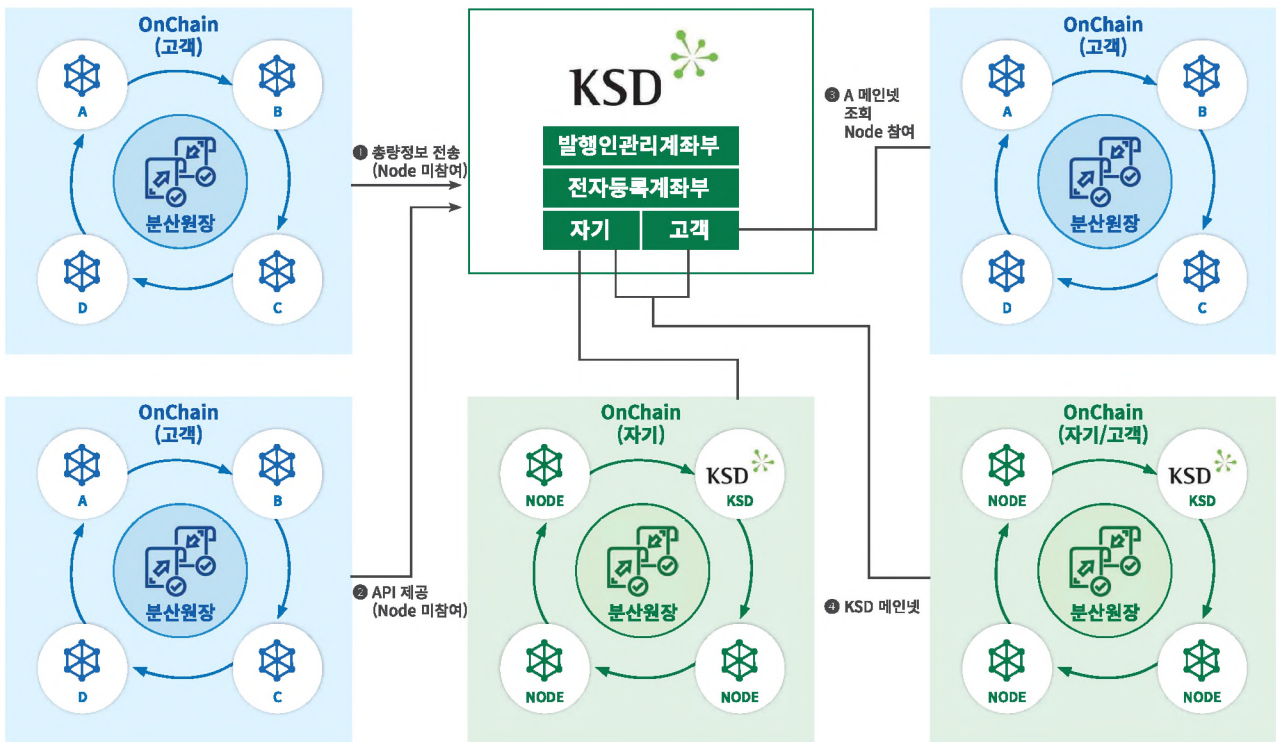 OnChain
(고객)
A
B
분산원장
D
C
❶ 총량정보 전송
(Node 미참여)
KSD
발행인관리계좌부
전자등록계좌부
자기
고객
❸ A 메인넷
조회
Node 참여
OnChain
(고객)
A
B
분산원장
D
C
OnChain
(고객)
A
B
분산원장
D
C
❷ API 제공
(Node 미참여)
OnChain
(자기)
NODE
KSD
KSD
분산원장
NODE
NODE
❹ KSD 메인넷
OnChain
(자기/고객)
NODE
KSD
KSD
분산원장
NODE
NODE